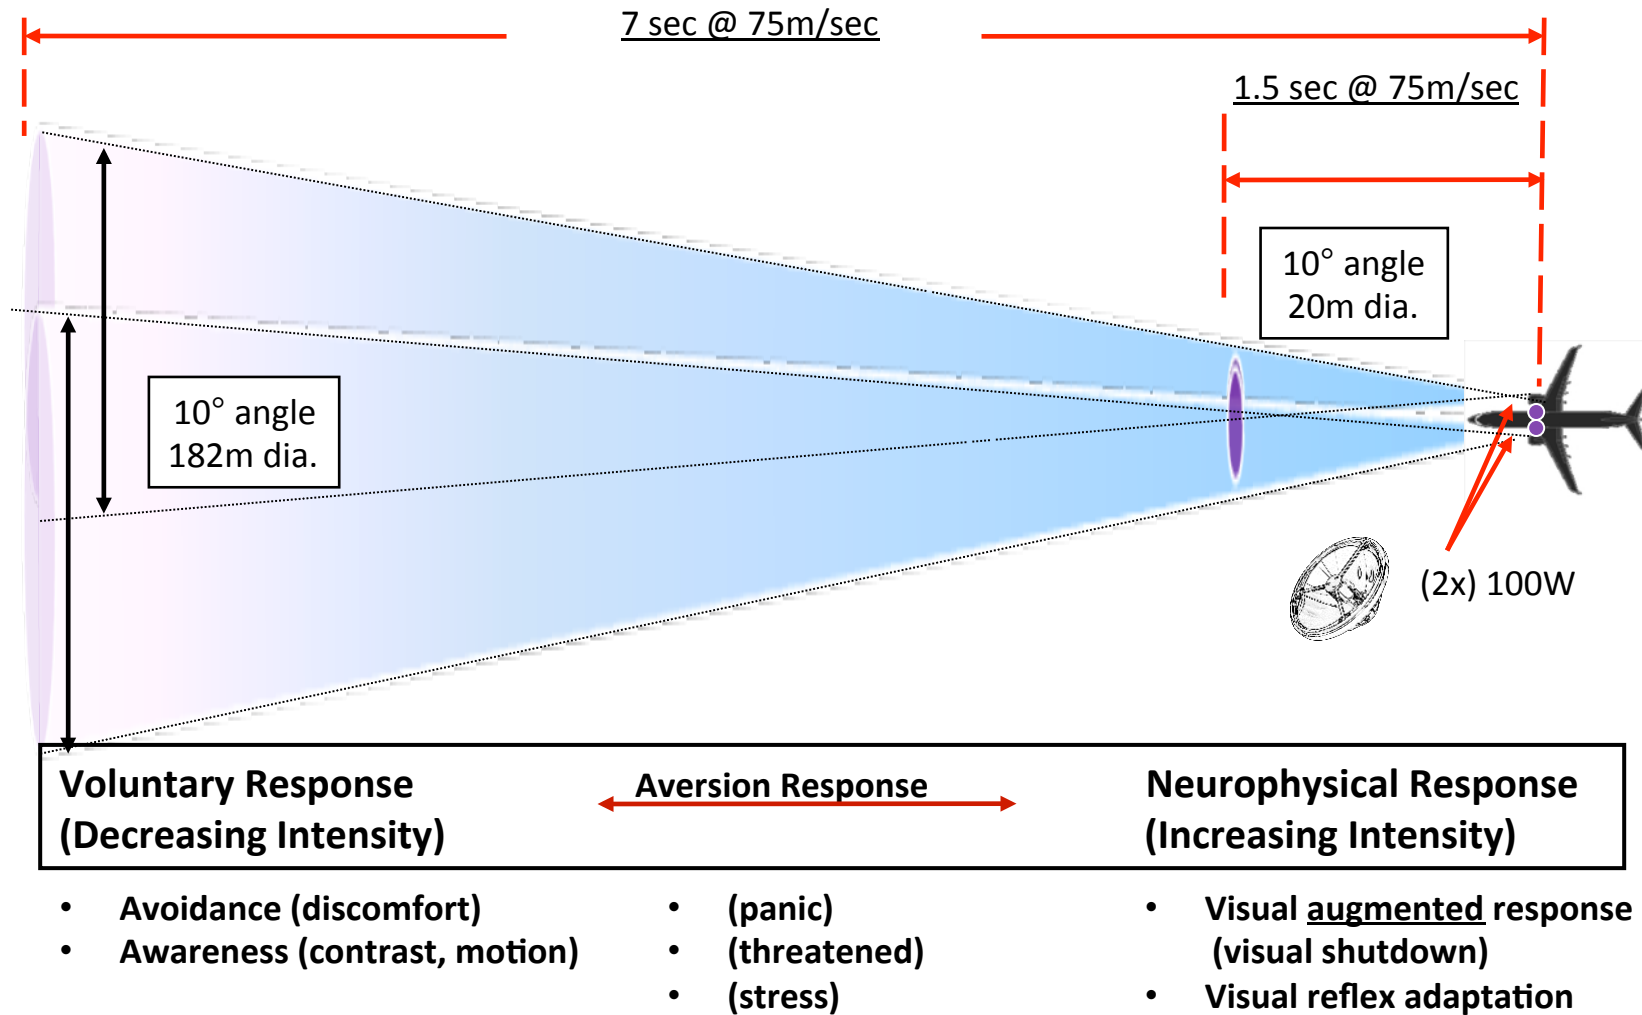 7 sec @ 75m/sec
1.5 sec @ 75m/sec
10° angle
20m dia.
10° angle
182m dia.
(2x) 100W
Voluntary Response
(Decreasing Intensity)
Aversion Response
Neurophysical Response
(Increasing Intensity)
• Avoidance (discomfort)
• Awareness (contrast, motion)
• (panic)
• (threatened)
• (stress)
• Visual augmented response
(visual shutdown)
• Visual reflex adaptation